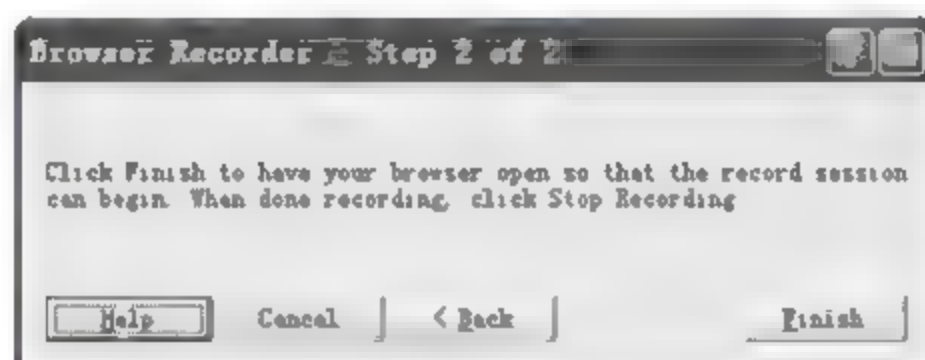 Browser Recorder - Step 2 of 2
Click Finish to have your browser open so that the record session
can begin. When done recording, click Stop Recording
Help Cancel < Back Finish